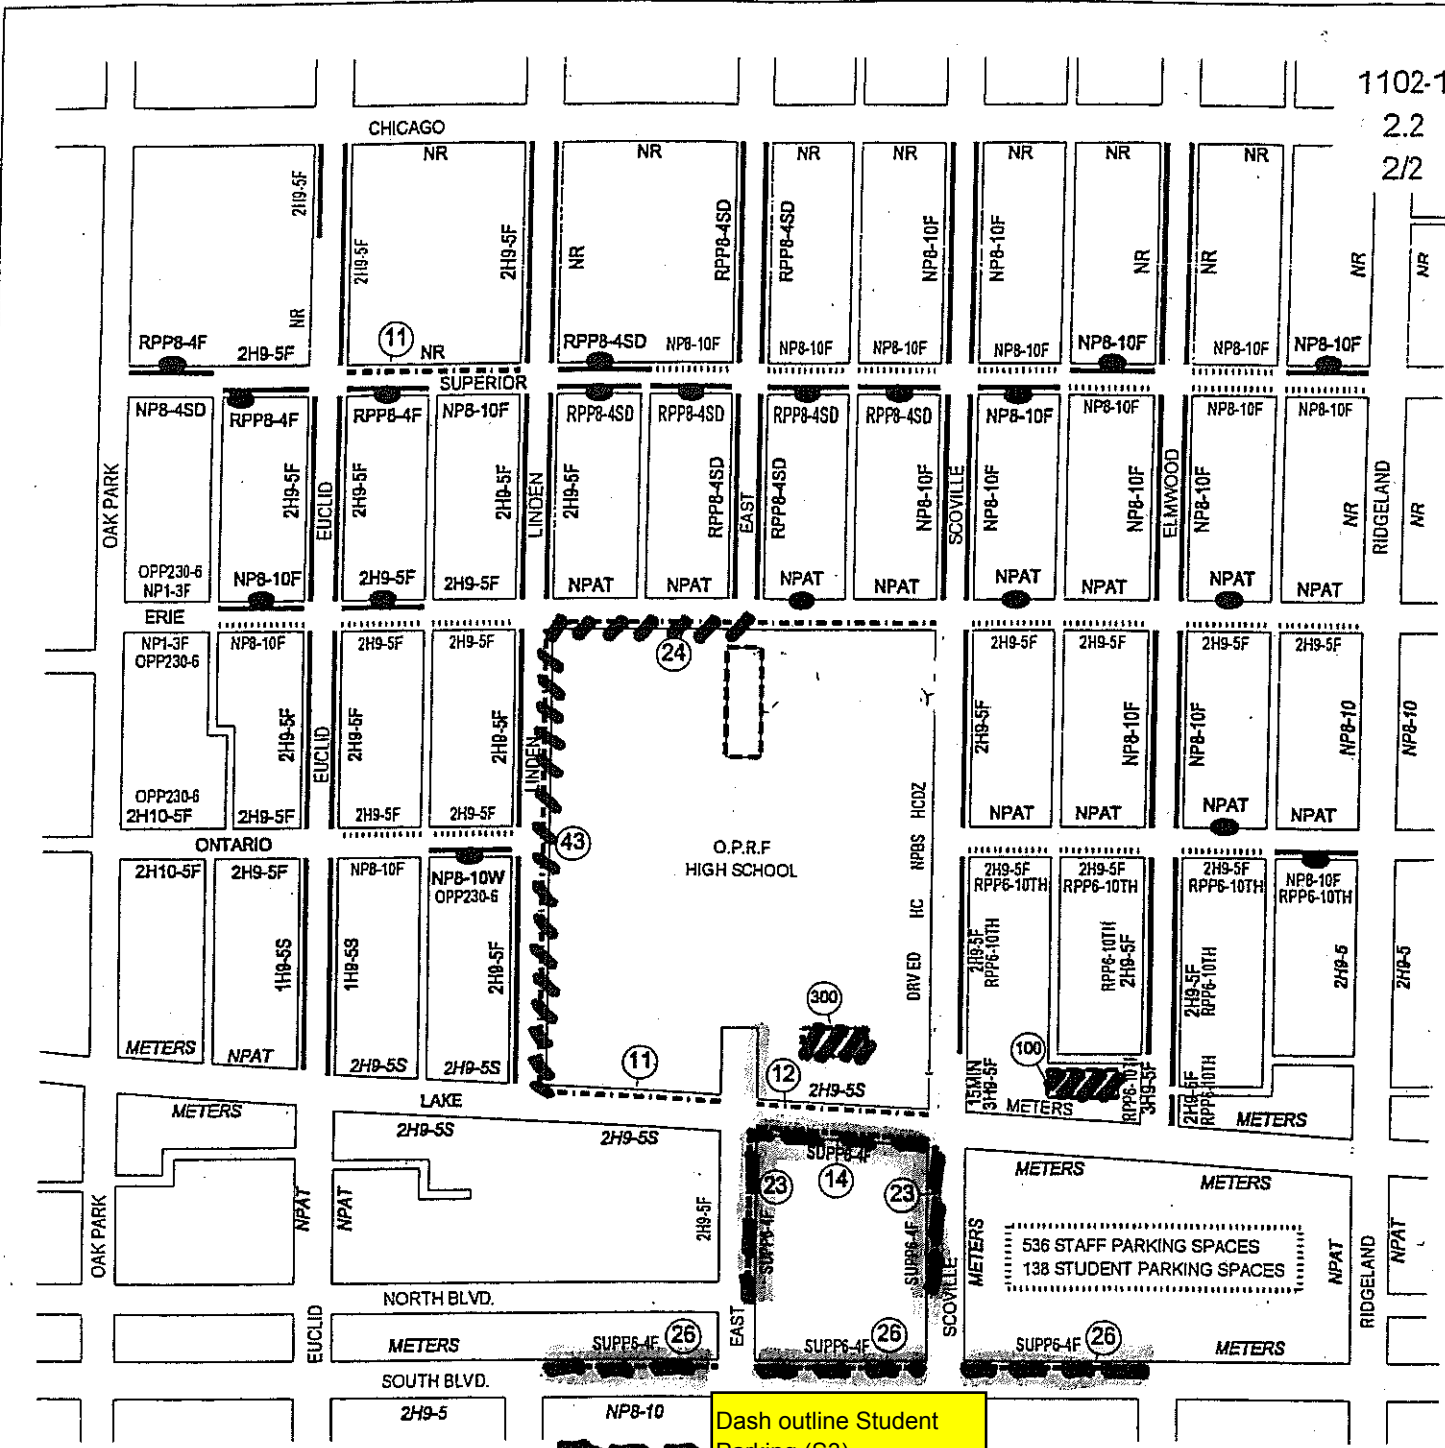 1102-1
2.2
2/2
CHICAGO
NR
NR
NR
NR
NR
NR
NR
2H9-5F
2H9-5F
2H9-5F
NR
RPP8-4SD
RPP8-4SD
NP8-10F
NP8-10F
NR
NR
NR
NR
NR
RPP8-4F
2H9-5F
11
NR
RPP8-4SD
NP8-10F
NP8-10F
NP8-10F
NP8-10F
NP8-10F
NP8-10F
NP8-10F
SUPERIOR
NP8-4SD
RPP8-4F
RPP8-4F
NP8-10F
RPP8-4SD
RPP8-4SD
RPP8-4SD
RPP8-4SD
NP8-10F
NP8-10F
NP8-10F
NP8-10F
OAK PARK
2H9-5F
EUCLID
2H9-5F
2H9-5F
LINDEN
2H9-5F
RPP8-4SD
EAST
RPP8-4SD
NP8-10F
SCOVILLE
NP8-10F
NP8-10F
ELMWOOD
NP8-10F
NR
RIDGELAND
NR
OPP230-6
NP1-3F
NP8-10F
2H9-5F
2H9-5F
NPAT
NPAT
NPAT
NPAT
NPAT
NPAT
NPAT
NPAT
ERIE
NP1-3F
OPP230-6
NP8-10F
2H9-5F
2H9-5F
24
2H9-5F
2H9-5F
2H9-5F
2H9-5F
2H9-5F
EUCLID
2H9-5F
2H9-5F
LINDEN
2H9-5F
NP8-10F
NP8-10F
NP8-10
NP8-10
OPP230-6
2H10-5F
2H9-5F
2H9-5F
2H9-5F
NPAT
NPAT
NPAT
NPAT
ONTARIO
43
O.P.R.F
HIGH SCHOOL
HCDZ
NPBS
HC
DRV ED
2H10-5F
2H9-5F
NP8-10F
NP8-10W
OPP230-6
2H9-5F
RPP6-10TH
2H9-5F
RPP6-10TH
2H9-5F
RPP6-10TH
NP8-10F
RPP6-10TH
1H9-5S
1H9-5S
2H9-5F
2H9-5F
RPP6-10TH
RPP6-10TH
2H9-5F
2H9-5F
RPP6-10TH
2H9-5
2H9-5
300
100
METERS
NPAT
2H9-5S
2H9-5S
11
12
2H9-5S
15MIN
3H9-5F
METERS
RPP6-10TH
3H9-5F
2H9-5F
RPP6-10TH
METERS
METERS
LAKE
2H9-5S
2H9-5S
SUPP6-4F
14
23
23
METERS
METERS
OAK PARK
NPAT
NPAT
2H9-5F
SUPP6-4F
SUPP6-4F
METERS
536 STAFF PARKING SPACES
138 STUDENT PARKING SPACES
NPAT
RIDGELAND
NPAT
NORTH BLVD.
EUCLID
METERS
SUPP6-4F
26
EAST
SUPP6-4F
26
SCOVILLE
SUPP6-4F
26
METERS
SOUTH BLVD.
2H9-5
NP8-10
Dash outline Student
Parking (S3)